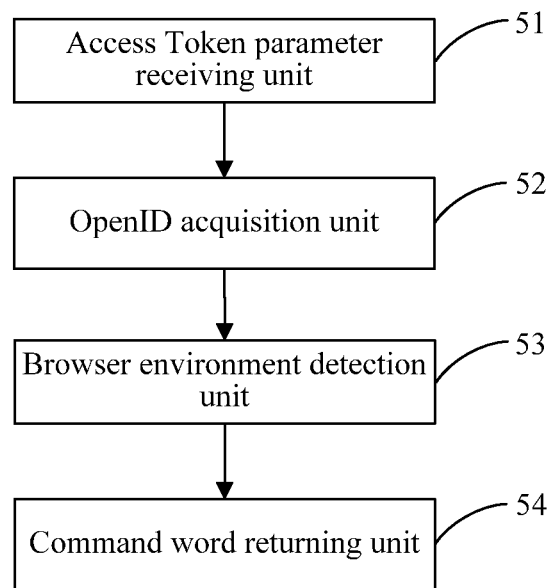 Access Token parameter
receiving unit
51
OpenID acquisition unit
52
Browser environment detection
unit
53
Command word returning unit
54